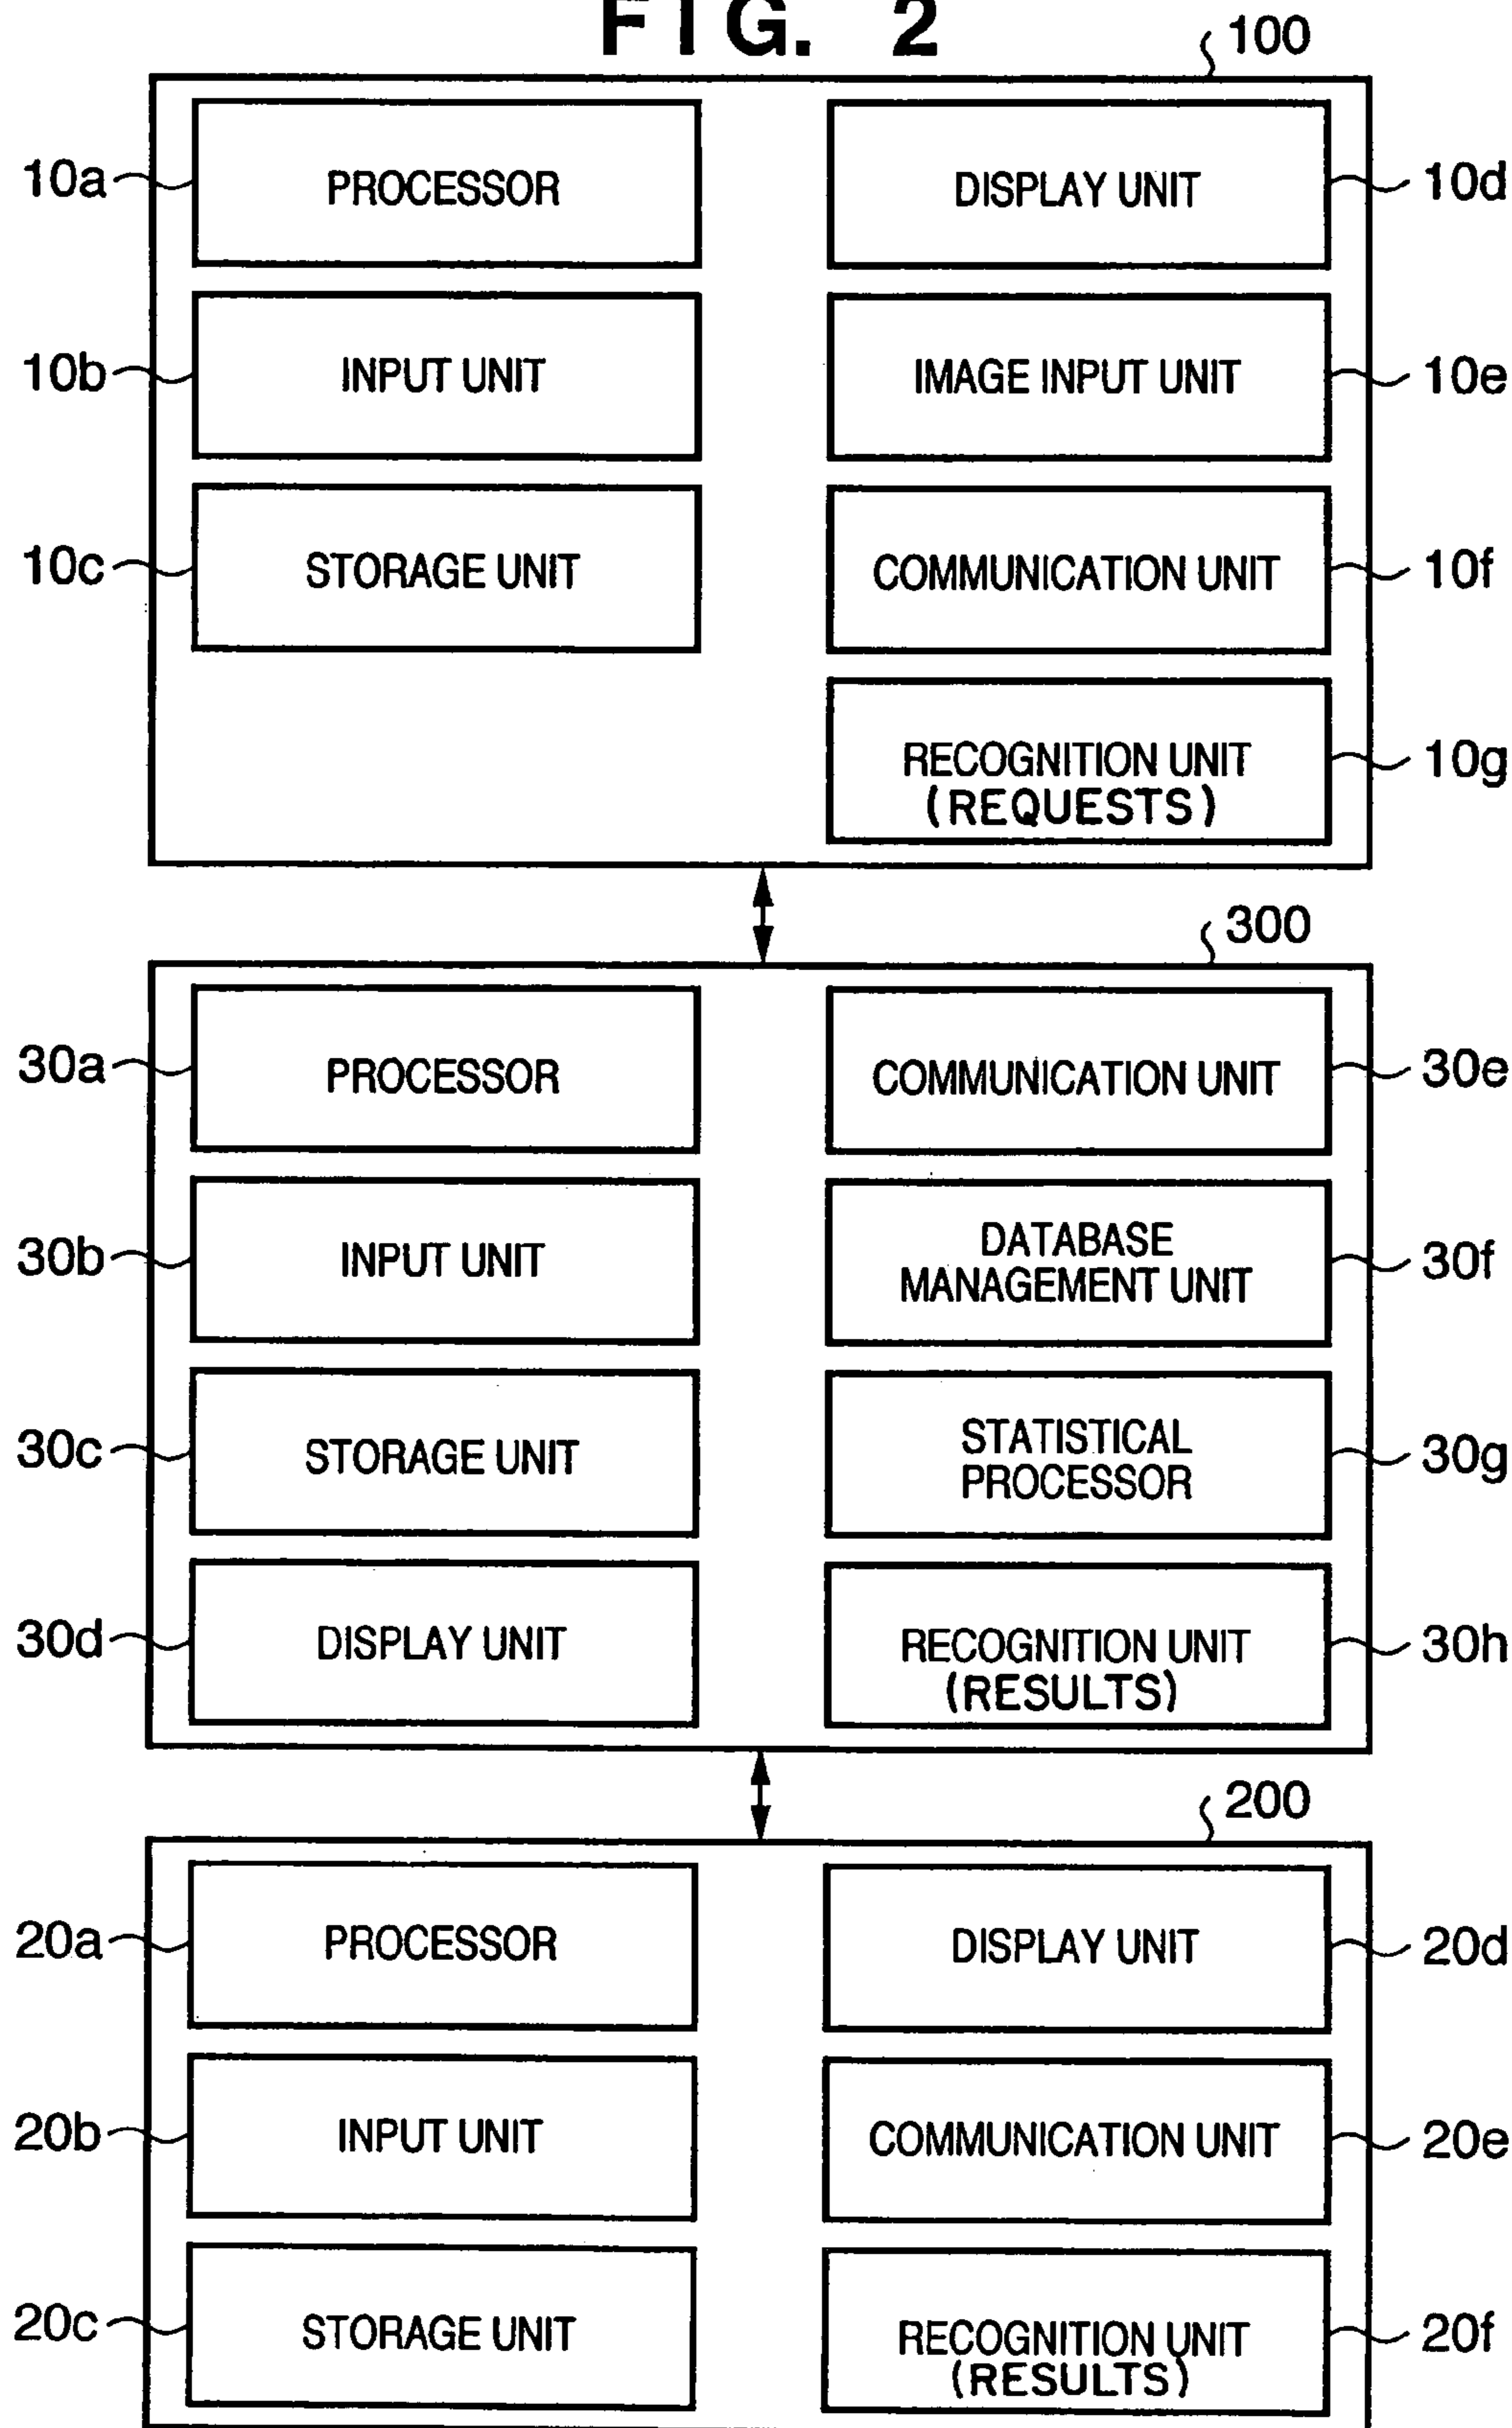 FIG. 2
100
10a PROCESSOR DISPLAY UNIT 10d
10b INPUT UNIT IMAGE INPUT UNIT 10e
10c STORAGE UNIT COMMUNICATION UNIT 10f
RECOGNITION UNIT 10g
(REQUESTS)
300
30a PROCESSOR COMMUNICATION UNIT 30e
30b INPUT UNIT DATABASE
MANAGEMENT UNIT 30f
30c STORAGE UNIT STATISTICAL
PROCESSOR 30g
30d DISPLAY UNIT RECOGNITION UNIT 30h
(RESULTS)
200
20a PROCESSOR DISPLAY UNIT 20d
20b INPUT UNIT COMMUNICATION UNIT 20e
20c STORAGE UNIT RECOGNITION UNIT 20f
(RESULTS)